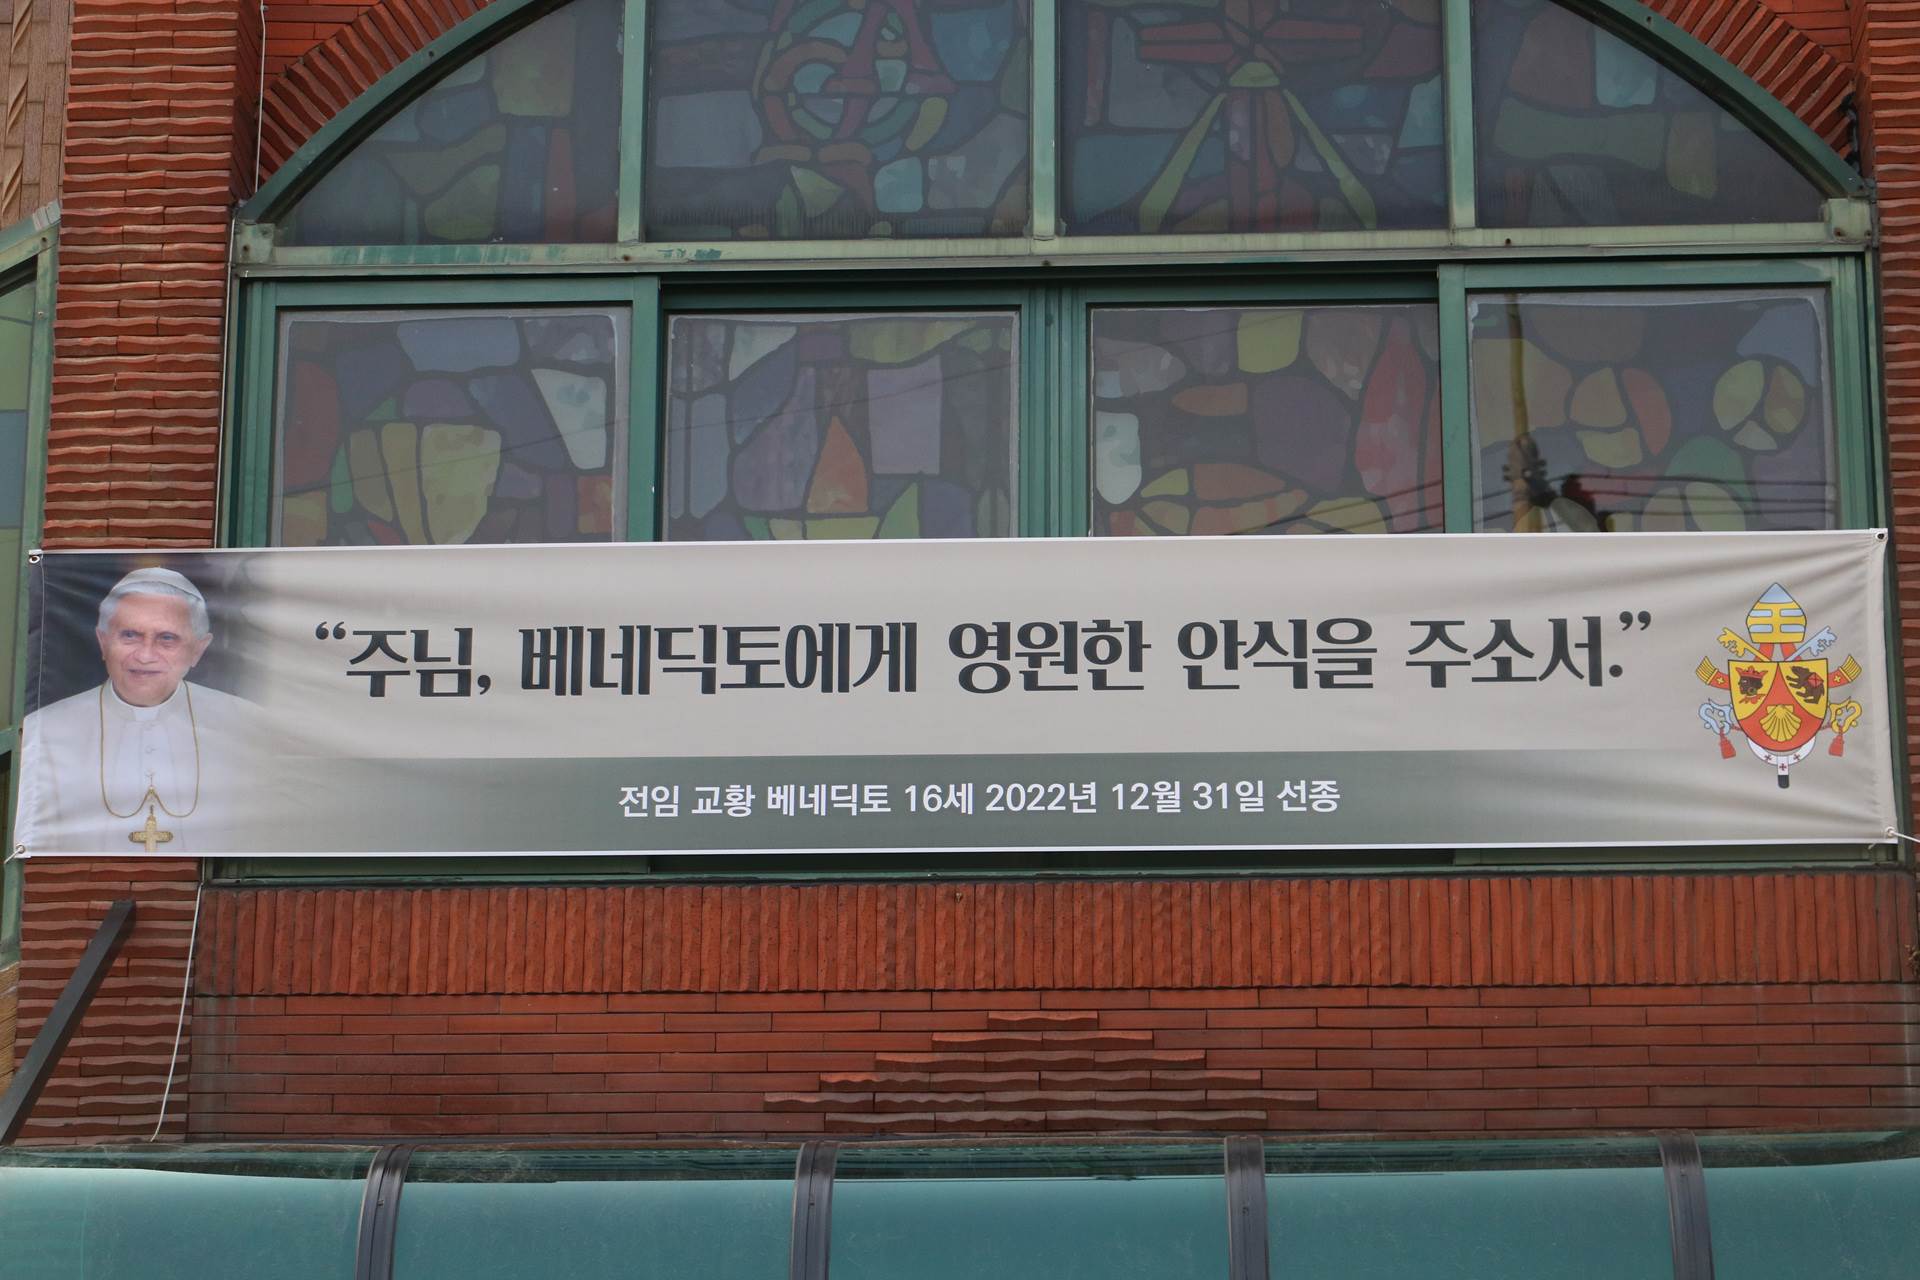 “주님, 베네딕토에게 영원한 안식을 주소서.”
전임 교황 베네딕토 16세 2022년 12월 31일 선종